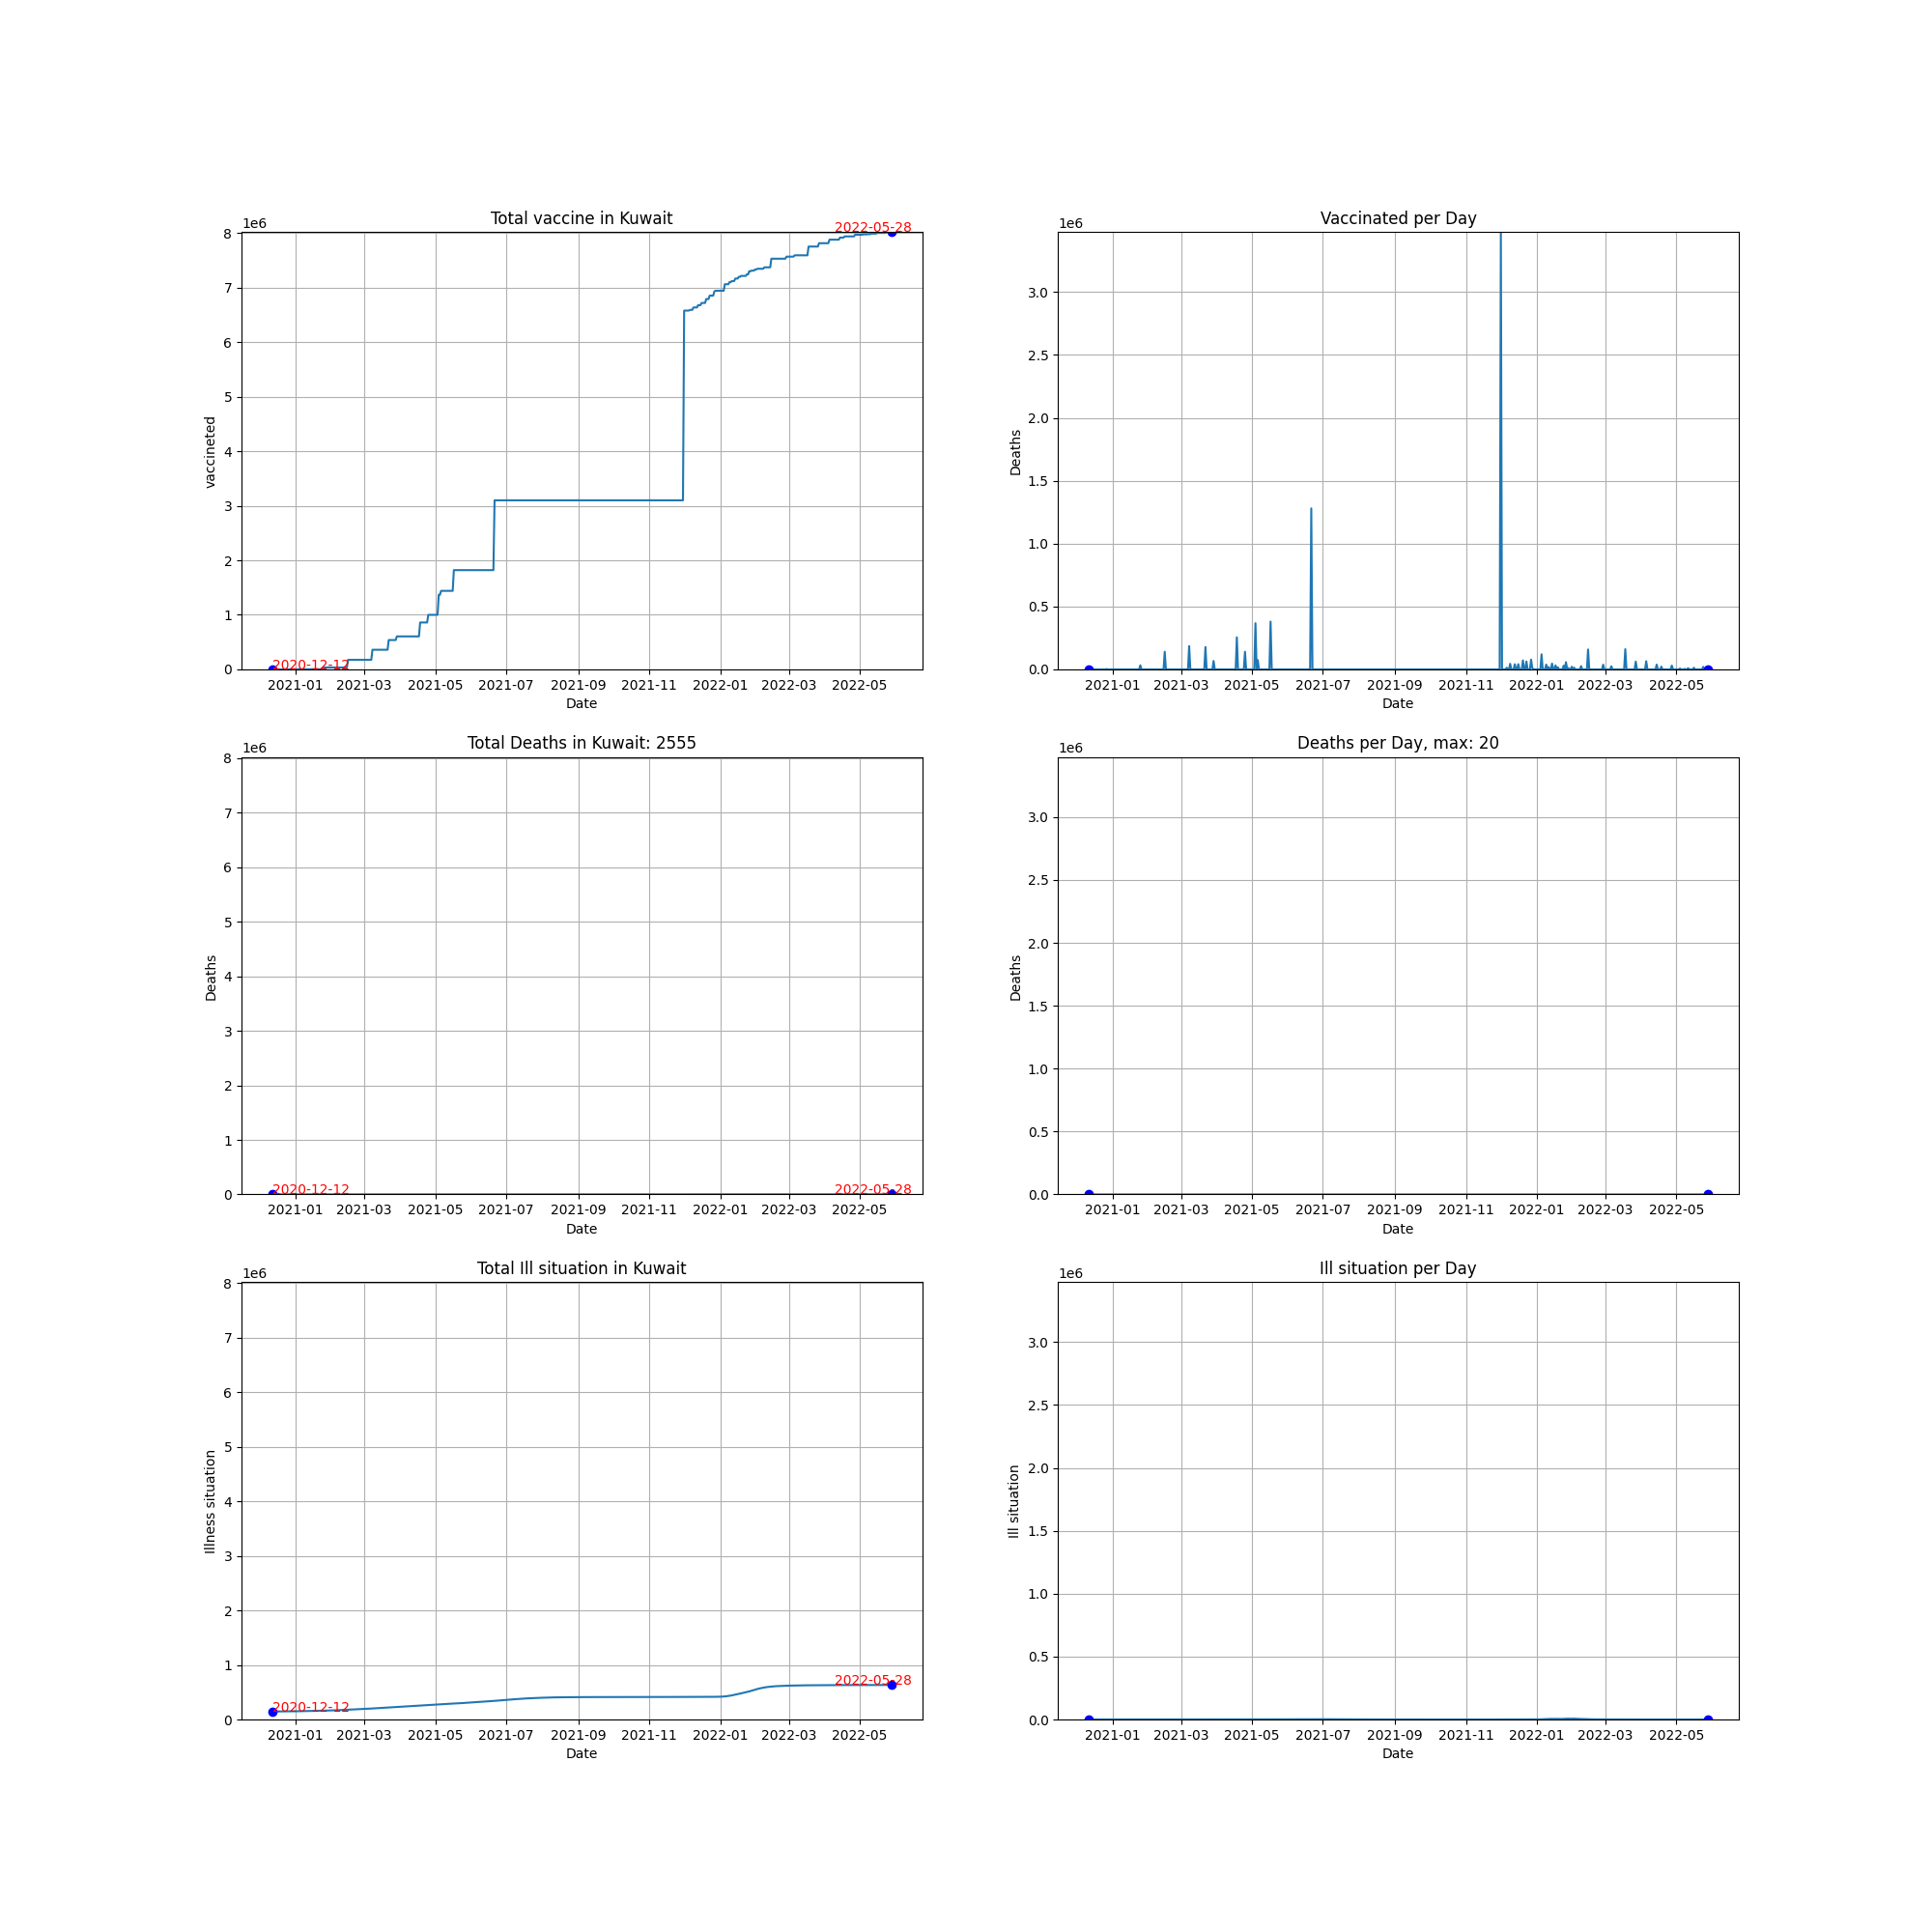 Total vaccine in Kuwait
1e6
8
7
6
5
4
3
2
1
0
vaccineted
2020-12-12
2022-05-28
2021-01 2021-03 2021-05 2021-07 2021-09 2021-11 2022-01 2022-03 2022-05
Date
Vaccinated per Day
1e6
3.0
2.5
2.0
1.5
1.0
0.5
0.0
Deaths
2021-01 2021-03 2021-05 2021-07 2021-09 2021-11 2022-01 2022-03 2022-05
Date
Total Deaths in Kuwait: 2555
1e6
8
7
6
5
4
3
2
1
0
Deaths
2020-12-12
2022-05-28
2021-01 2021-03 2021-05 2021-07 2021-09 2021-11 2022-01 2022-03 2022-05
Date
Deaths per Day, max: 20
1e6
3.0
2.5
2.0
1.5
1.0
0.5
0.0
Deaths
2021-01 2021-03 2021-05 2021-07 2021-09 2021-11 2022-01 2022-03 2022-05
Date
Total Ill situation in Kuwait
1e6
8
7
6
5
4
3
2
1
0
Illness situation
2020-12-12
2022-05-28
2021-01 2021-03 2021-05 2021-07 2021-09 2021-11 2022-01 2022-03 2022-05
Date
Ill situation per Day
1e6
3.0
2.5
2.0
1.5
1.0
0.5
0.0
Ill situation
2021-01 2021-03 2021-05 2021-07 2021-09 2021-11 2022-01 2022-03 2022-05
Date